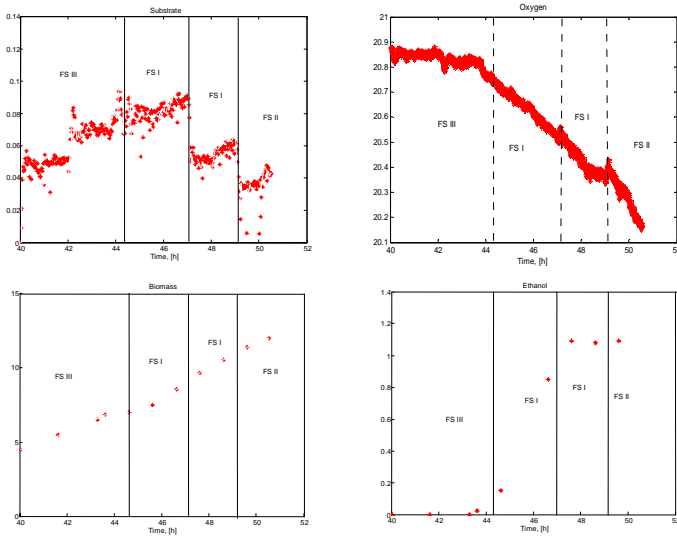 Substrate
0.14
0.12
0.1
0.08
0.06
0.04
0.02
0
FS III
FS I
FS I
FS II
40
42
44
46
48
50
52
Time, [h]
Oxygen
21
20.9
20.8
20.7
20.6
20.5
20.4
20.3
20.2
20.1
FS III
FS I
FS I
FS II
40
42
44
46
48
50
52
Time, [h]
Biomass
15
10
5
0
FS III
FS I
FS I
FS II
40
42
44
46
48
50
52
Time, [h]
Ethanol
1.4
1.2
1
0.8
0.6
0.4
0.2
0
FS III
FS I
FS I
FS II
40
42
44
46
48
50
52
Time, [h]